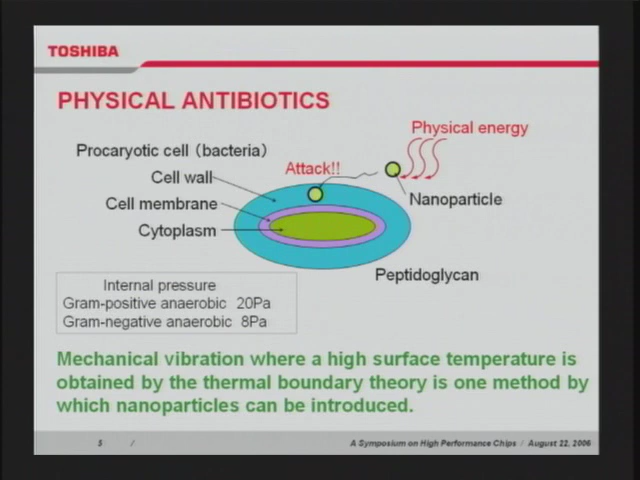 TOSHIBA
PHYSICAL ANTIBIOTICS
Physical energy
Procaryotic cell (bacteria)
Attack!!
Cell wall
Nanoparticle
Cell membrane
Cytoplasm
Peptidoglycan
Internal pressure
Gram-positive anaerobic 20Pa
Gram-negative anaerobic 8Pa
Mechanical vibration where a high surface temperature is
obtained by the thermal boundary theory is one method by
which nanoparticles can be introduced.
5 / A Symposium on High Performance Chips / August 22, 2006